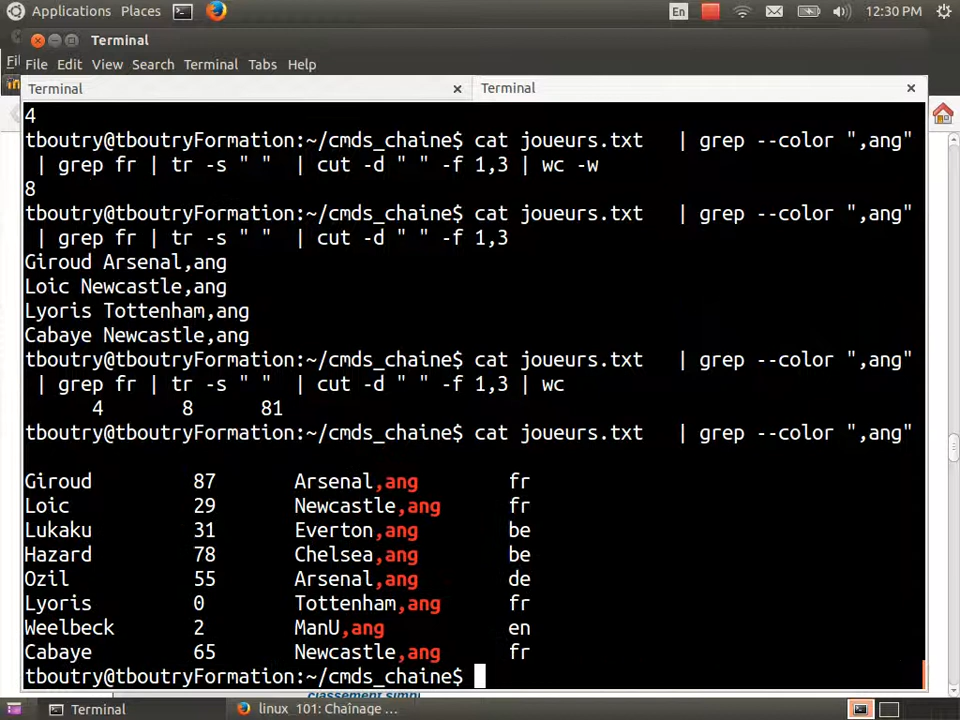 Applications Places En 12:30 PM
Terminal
File Edit View Search Terminal Tabs Help
Terminal × Terminal ×
4
tboutry@tboutryFormation:~/cmds_chaine$ cat joueurs.txt   | grep --color ",ang"
 | grep fr | tr -s " "  | cut -d " " -f 1,3 | wc -w
8
tboutry@tboutryFormation:~/cmds_chaine$ cat joueurs.txt   | grep --color ",ang"
 | grep fr | tr -s " "  | cut -d " " -f 1,3
Giroud Arsenal,ang
Loic Newcastle,ang
Lyoris Tottenham,ang
Cabaye Newcastle,ang
tboutry@tboutryFormation:~/cmds_chaine$ cat joueurs.txt   | grep --color ",ang"
 | grep fr | tr -s " "  | cut -d " " -f 1,3 | wc
      4       8      81
tboutry@tboutryFormation:~/cmds_chaine$ cat joueurs.txt   | grep --color ",ang"
Giroud 87 Arsenal,ang fr
Loic 29 Newcastle,ang fr
Lukaku 31 Everton,ang be
Hazard 78 Chelsea,ang be
Ozil 55 Arsenal,ang de
Lyoris 0 Tottenham,ang fr
Weelbeck 2 ManU,ang en
Cabaye 65 Newcastle,ang fr
tboutry@tboutryFormation:~/cmds_chaine$
Terminal linux_101: Chaînage ...